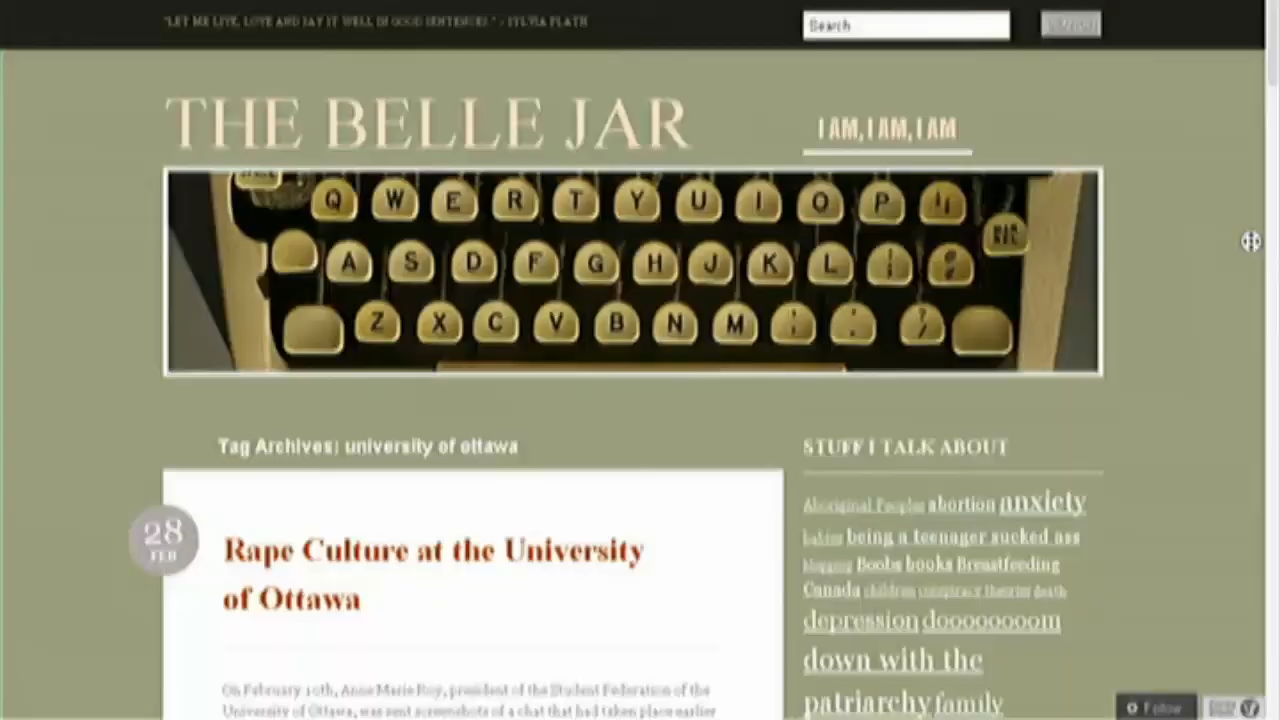 "LET ME LIVE, LOVE AND SAY IT WELL IN GOOD SENTENCES." - SYLVIA PLATH
Search
THE BELLE JAR
I AM, I AM, I AM
Q W E R T Y U I O P
A S D F G H J K L
Z X C V B N M
Tag Archives: university of ottawa
STUFF I TALK ABOUT
28
FEB
Rape Culture at the University
of Ottawa
Aboriginal Peoples abortion anxiety
babies being a teenager sucked ass
blogging Boobs books Breastfeeding
Canada children conspiracy theories death
depression dooooooooom
down with the
patriarchy family
On February 10th, Anne Marie Roy, president of the Student Federation of the
University of Ottawa, was sent screenshots of a chat that had taken place earlier
Follow